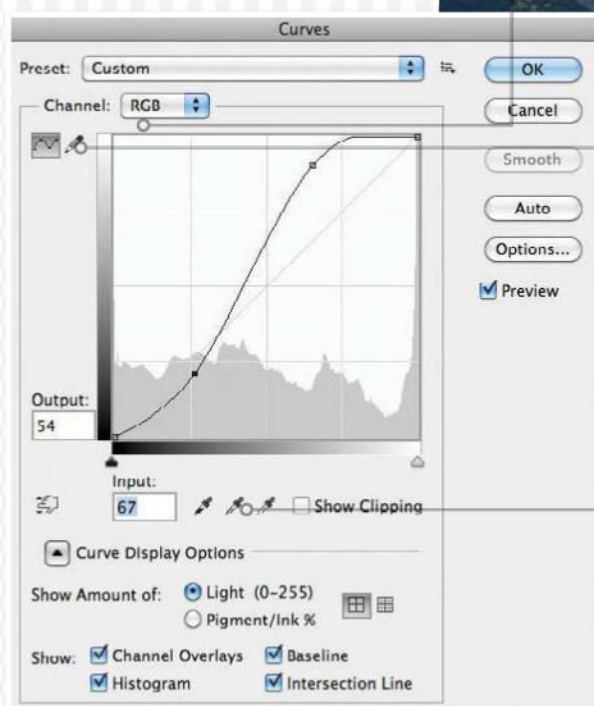 Curves
Preset: Custom
OK
Channel: RGB
Cancel
Smooth
Auto
Options...
Preview
Output:
54
Input:
67
Show Clipping
Curve Display Options
Show Amount of: Light (0-255)
Pigment/Ink %
Show: Channel Overlays Baseline
Histogram Intersection Line